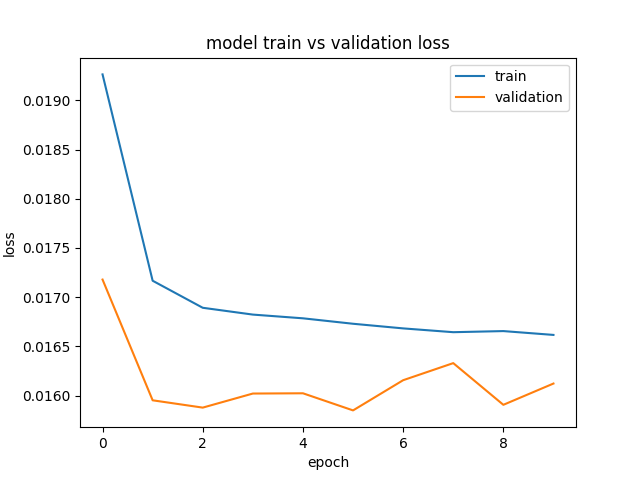 model train vs validation loss
train
validation
0.0190
0.0185
0.0180
0.0175
0.0170
0.0165
0.0160
loss
0 2 4 6 8
epoch